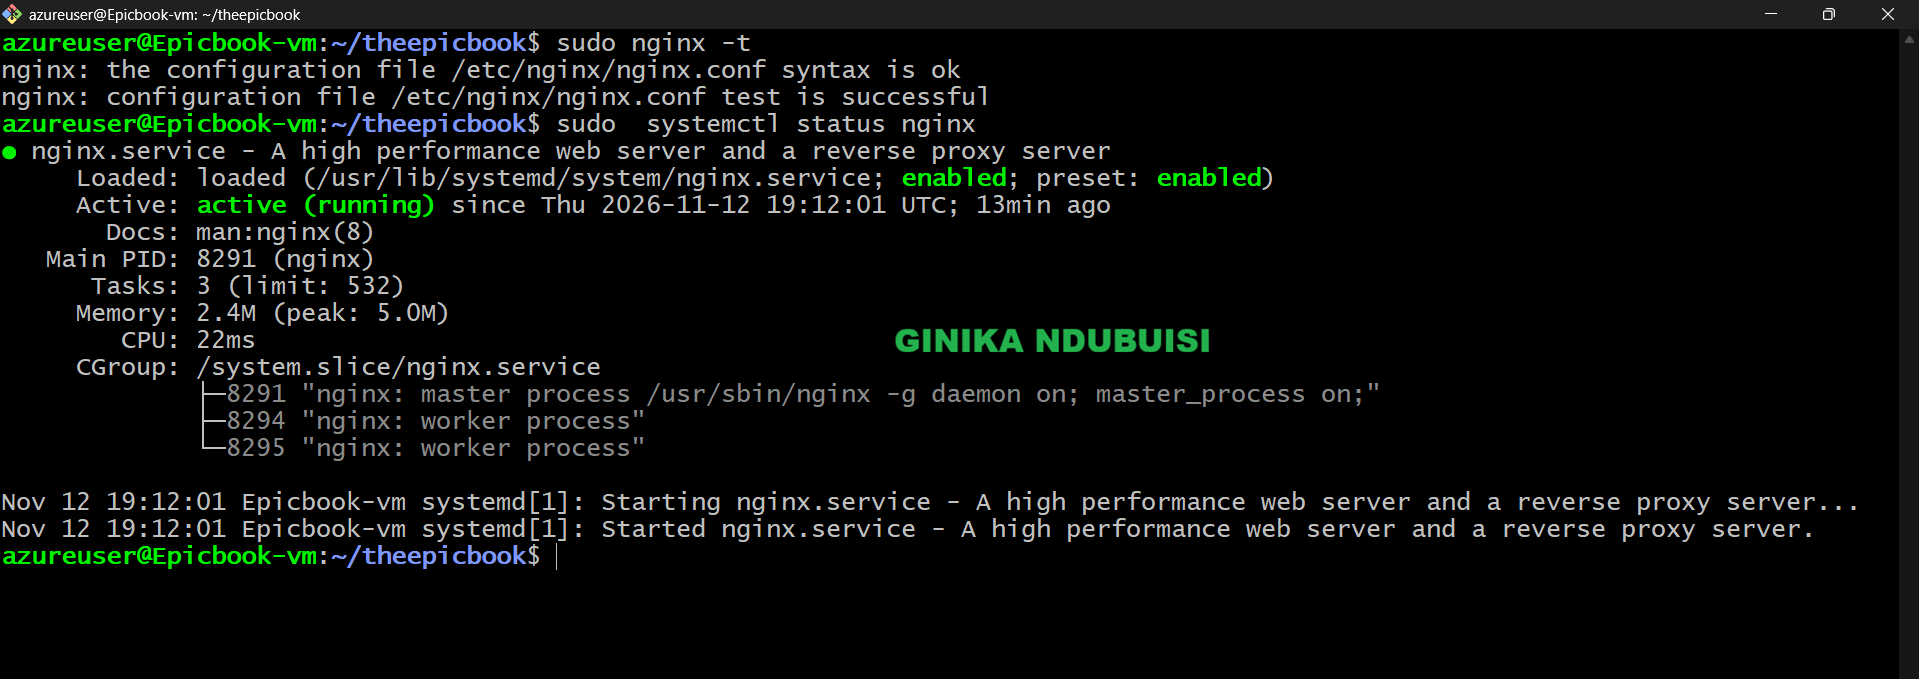 azureuser@Epicbook-vm: ~/theepicbook
azureuser@Epicbook-vm:~/theepicbook$ sudo nginx -t
nginx: the configuration file /etc/nginx/nginx.conf syntax is ok
nginx: configuration file /etc/nginx/nginx.conf test is successful
azureuser@Epicbook-vm:~/theepicbook$ sudo  systemctl status nginx
● nginx.service - A high performance web server and a reverse proxy server
     Loaded: loaded (/usr/lib/systemd/system/nginx.service; enabled; preset: enabled)
     Active: active (running) since Thu 2026-11-12 19:12:01 UTC; 13min ago
       Docs: man:nginx(8)
   Main PID: 8291 (nginx)
      Tasks: 3 (limit: 532)
     Memory: 2.4M (peak: 5.0M)
        CPU: 22ms
GINIKA NDUBUISI
     CGroup: /system.slice/nginx.service
             ├─8291 "nginx: master process /usr/sbin/nginx -g daemon on; master_process on;"
             ├─8294 "nginx: worker process"
             └─8295 "nginx: worker process"
Nov 12 19:12:01 Epicbook-vm systemd[1]: Starting nginx.service - A high performance web server and a reverse proxy server...
Nov 12 19:12:01 Epicbook-vm systemd[1]: Started nginx.service - A high performance web server and a reverse proxy server.
azureuser@Epicbook-vm:~/theepicbook$